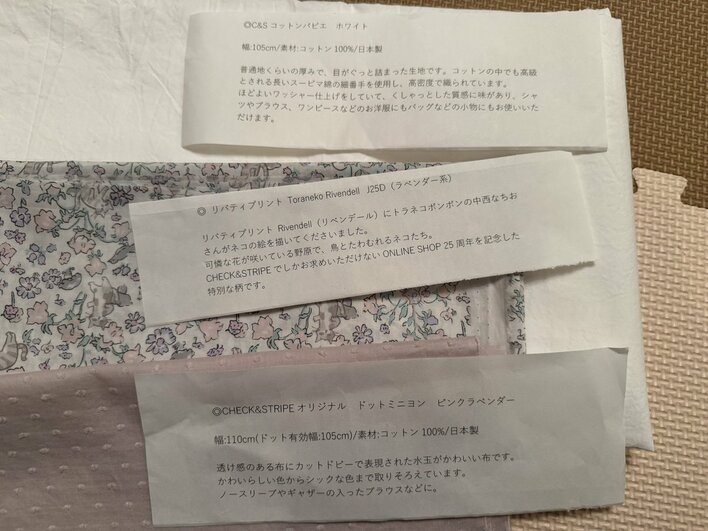 ◎C&S コットンパピエ　ホワイト
幅:105cm/素材:コットン 100%/日本製
普通地くらいの厚みで、目がぐっと詰まった生地です。コットンの中でも高級
とされる長いスーピマ綿の細番手を使用し、高密度で織られています。
ほどよいワッシャー仕上げをしていて、くしゃっとした質感に味があり、シャ
ツやブラウス、ワンピースなどのお洋服にもバッグなどの小物にもお使いいた
だけます。
◎ リバティプリント　Toraneko Rivendell　J25D（ラベンダー系）
リバティプリント　Rivendell（リベンデール）にトラネコボンボンの中西なちお
さんがネコの絵を描いてくださいました。
可憐な花が咲いている野原で、鳥とたわむれるネコたち。
CHECK&STRIPE でしかお求めいただけない ONLINE SHOP 25 周年を記念した
特別な柄です。
◎CHECK&STRIPE オリジナル　ドットミニヨン　ピンクラベンダー
幅:110cm(ドット有効幅:105cm)/素材:コットン 100%/日本製
透け感のある布にカットドビーで表現された水玉がかわいい布です。
かわいらしい色からシックな色まで取りそろえています。
ノースリーブやギャザーの入ったブラウスなどに。